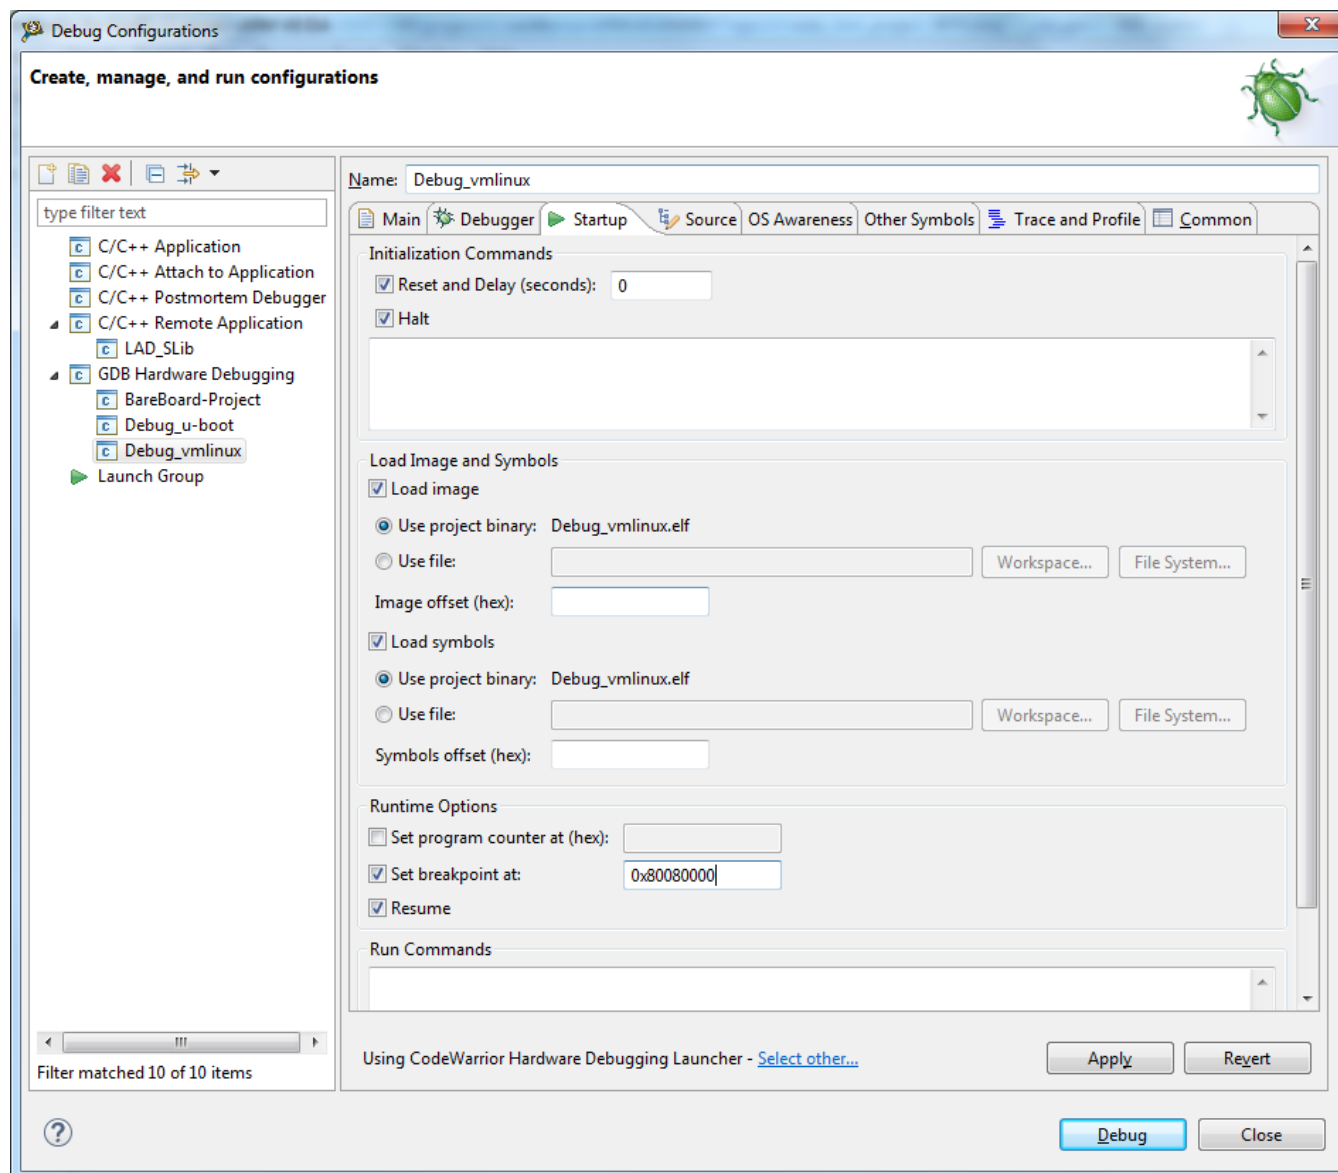 Debug Configurations
Create, manage, and run configurations
type filter text
C/C++ Application
C/C++ Attach to Application
C/C++ Postmortem Debugger
C/C++ Remote Application
LAD_SLib
GDB Hardware Debugging
BareBoard-Project
Debug_u-boot
Debug_vmlinux
Launch Group
Filter matched 10 of 10 items
Name: Debug_vmlinux
Main Debugger Startup Source OS Awareness Other Symbols Trace and Profile Common
Initialization Commands
Reset and Delay (seconds): 0
Halt
Load Image and Symbols
Load image
Use project binary: Debug_vmlinux.elf
Use file: Workspace... File System...
Image offset (hex):
Load symbols
Use project binary: Debug_vmlinux.elf
Use file: Workspace... File System...
Symbols offset (hex):
Runtime Options
Set program counter at (hex):
Set breakpoint at: 0x80080000
Resume
Run Commands
Using CodeWarrior Hardware Debugging Launcher - Select other...
Apply Revert
Debug Close